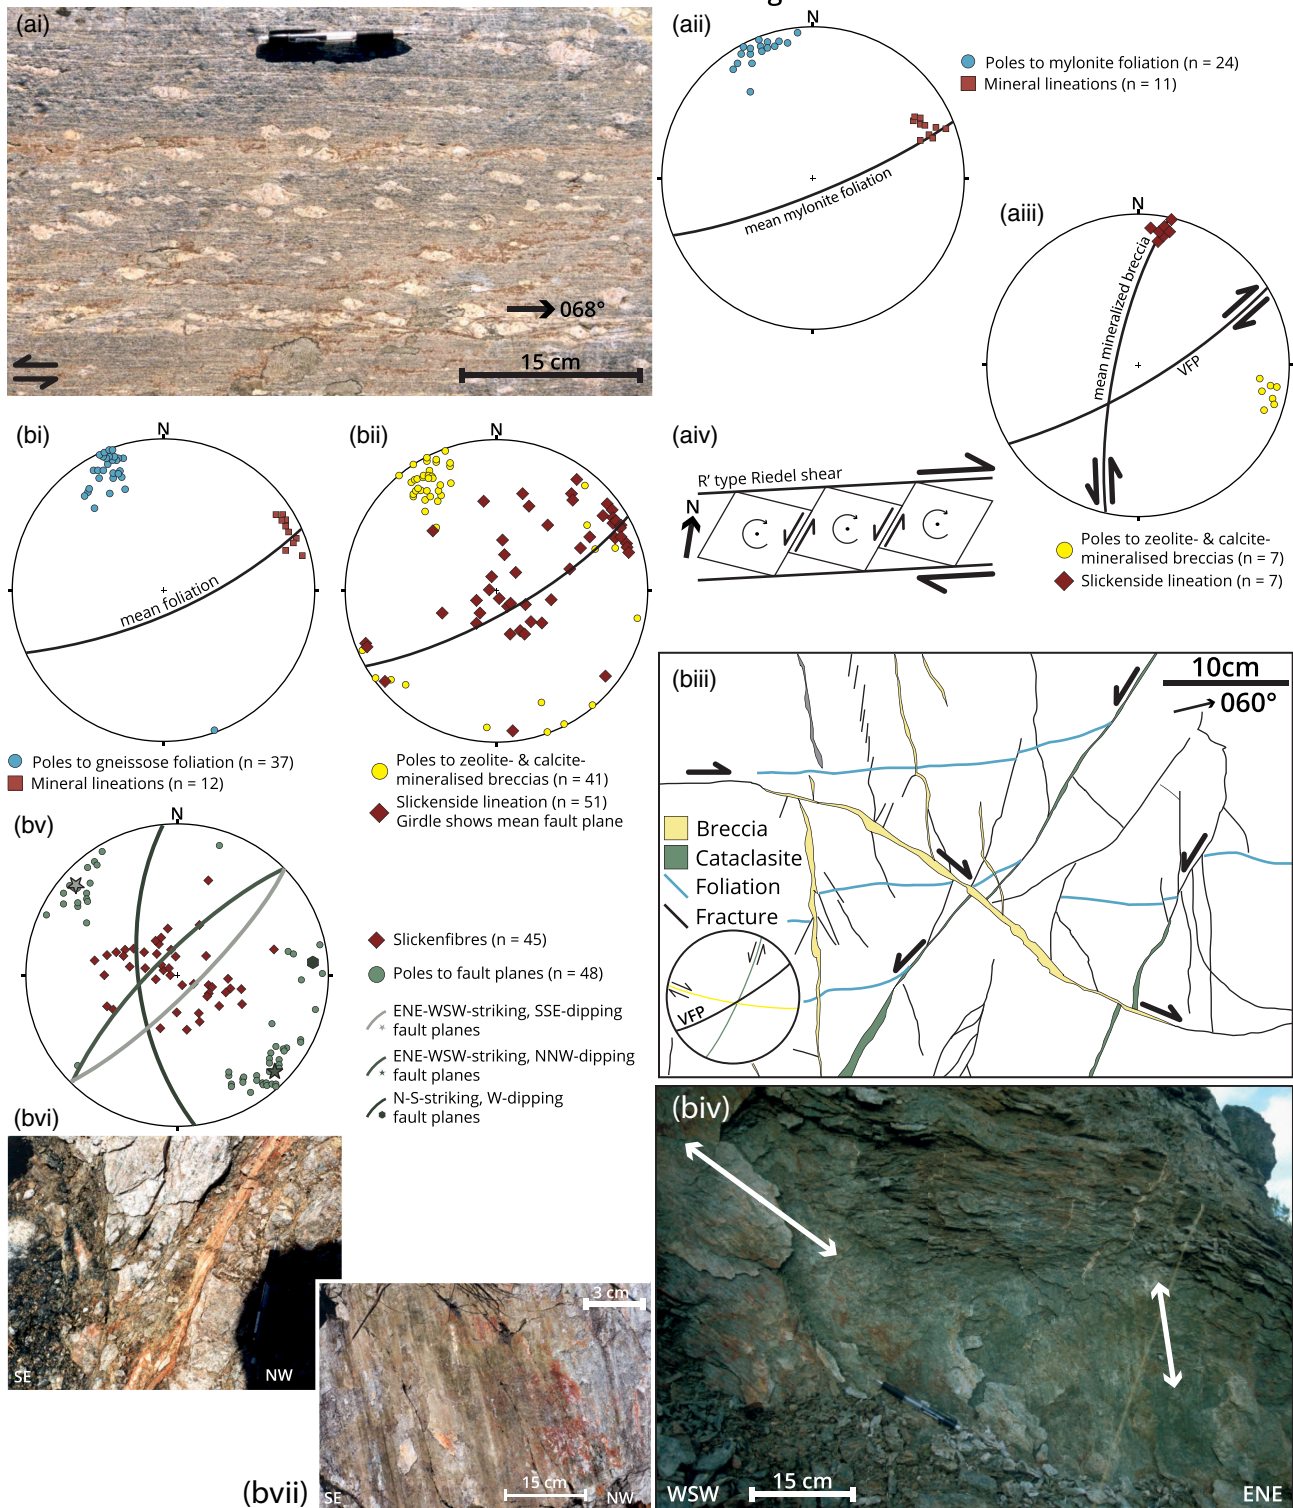 (ai)
068°
15 cm
(aii)
N
Poles to mylonite foliation (n = 24)
Mineral lineations (n = 11)
mean mylonite foliation
(aiii)
N
mean mineralized breccia
VFP
Poles to zeolite- & calcite-
mineralised breccias (n = 7)
Slickenside lineation (n = 7)
(aiv)
R' type Riedel shear
N
(bi)
N
mean foliation
Poles to gneissose foliation (n = 37)
Mineral lineations (n = 12)
(bii)
N
Poles to zeolite- & calcite-
mineralised breccias (n = 41)
Slickenside lineation (n = 51)
Girdle shows mean fault plane
(biii)
10cm
060°
Breccia
Cataclasite
Foliation
Fracture
VFP
(bv)
N
Slickenfibres (n = 45)
Poles to fault planes (n = 48)
ENE-WSW-striking, SSE-dipping
fault planes
ENE-WSW-striking, NNW-dipping
fault planes
N-S-striking, W-dipping
fault planes
(biv)
WSW
15 cm
ENE
(bvi)
SE
NW
(bvii)
3 cm
15 cm
SE
NW